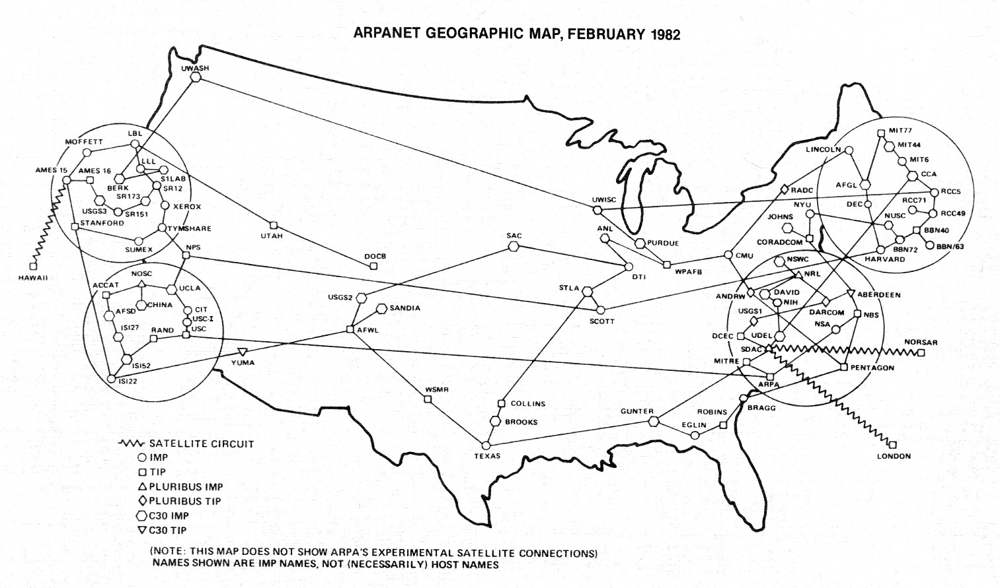 ARPANET GEOGRAPHIC MAP, FEBRUARY 1982
UWASH
LBL
MOFFETT
LLL
AMES 15
AMES 16
S1LAB
BERK
SR12
SR173
USGS3
SR151
XEROX
STANFORD
TYMSHARE
SUMEX
UTAH
NPS
DOCB
HAWAII
NOSC
ACCAT
UCLA
CHINA
AFSD
CIT
USC-I
ISI27
RAND
USC
ISI52
ISI22
YUMA
USGS2
SANDIA
AFWL
SAC
UWISC
ANL
PURDUE
DTI
WPAFB
STLA
SCOTT
WSMR
COLLINS
BROOKS
TEXAS
GUNTER
EGLIN
ROBINS
BRAGG
MIT77
MIT44
LINCOLN
MIT6
CCA
AFGL
RADC
RCC5
RCC71
DEC
NYU
RCC49
JOHNS
NUSC
BBN40
CORADCOM
BBN72
BBN/63
HARVARD
CMU
NSWC
NRL
ANDRW
DAVID
ABERDEEN
NIH
DARCOM
USGS1
NBS
NSA
DCEC
UDEL
SDAC
NORSAR
MITRE
PENTAGON
ARPA
LONDON
SATELLITE CIRCUIT
IMP
TIP
PLURIBUS IMP
PLURIBUS TIP
C30 IMP
C30 TIP
(NOTE: THIS MAP DOES NOT SHOW ARPA'S EXPERIMENTAL SATELLITE CONNECTIONS)
NAMES SHOWN ARE IMP NAMES, NOT (NECESSARILY) HOST NAMES